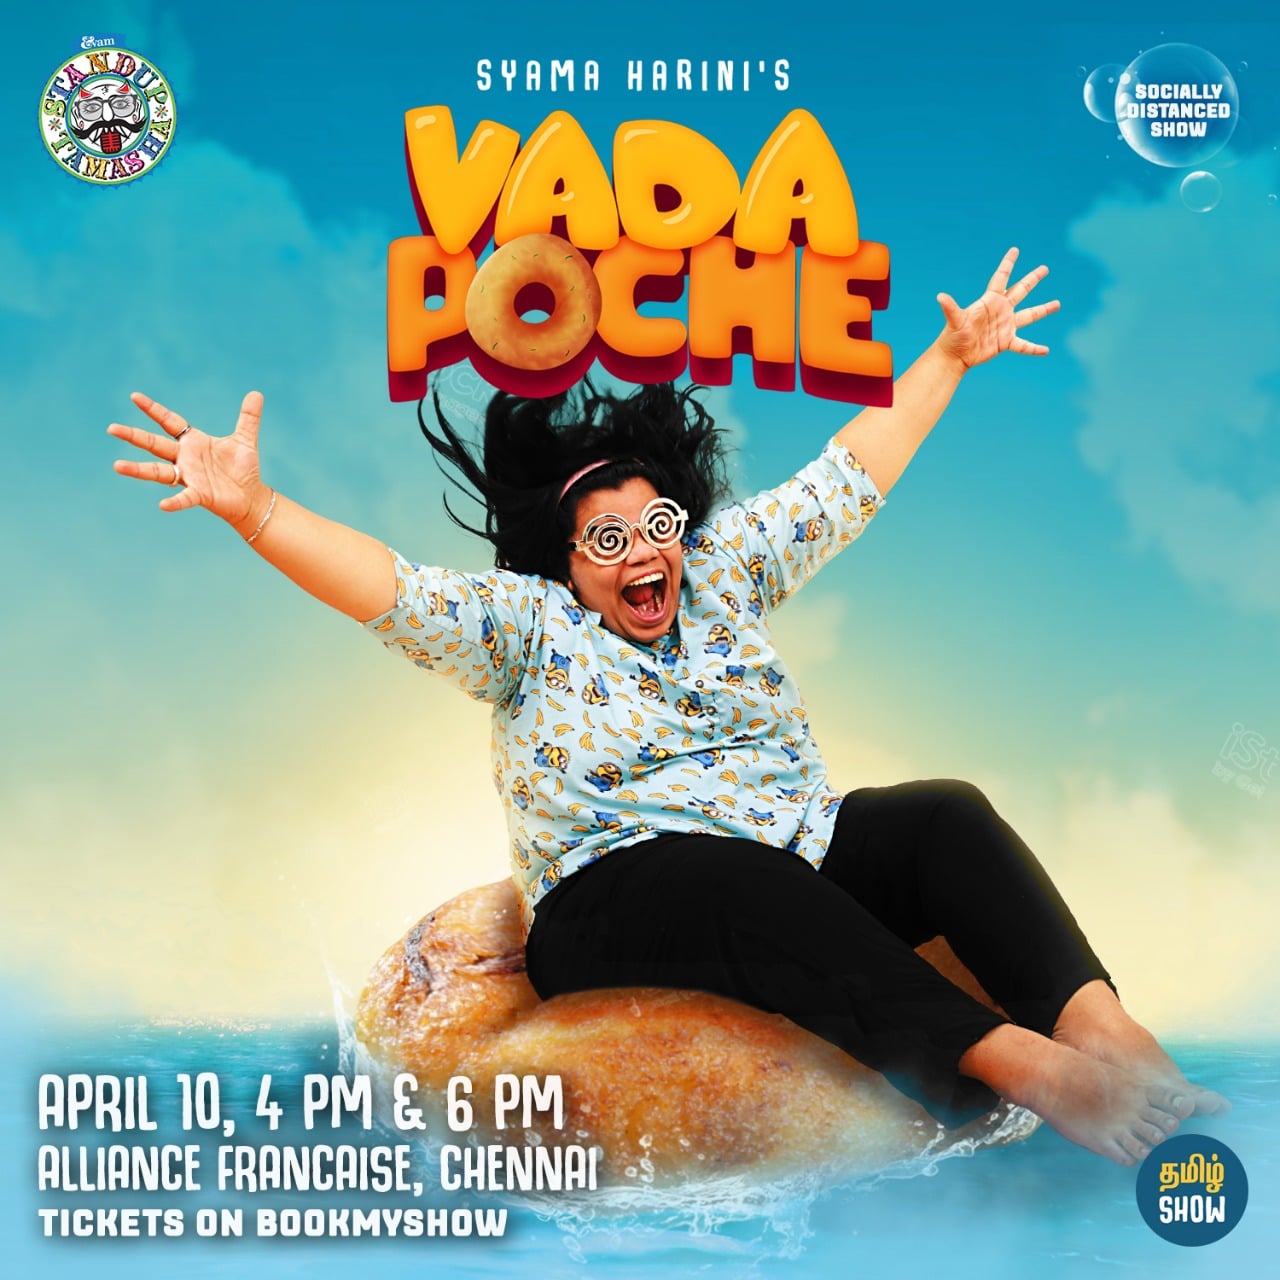 Evam
STANDUP
TAMASHA
SYAMA HARINI'S
SOCIALLY
DISTANCED
SHOW
VADA
POCHE
APRIL 10, 4 PM & 6 PM
ALLIANCE FRANCAISE, CHENNAI
TICKETS ON BOOKMYSHOW
தமிழ்
SHOW